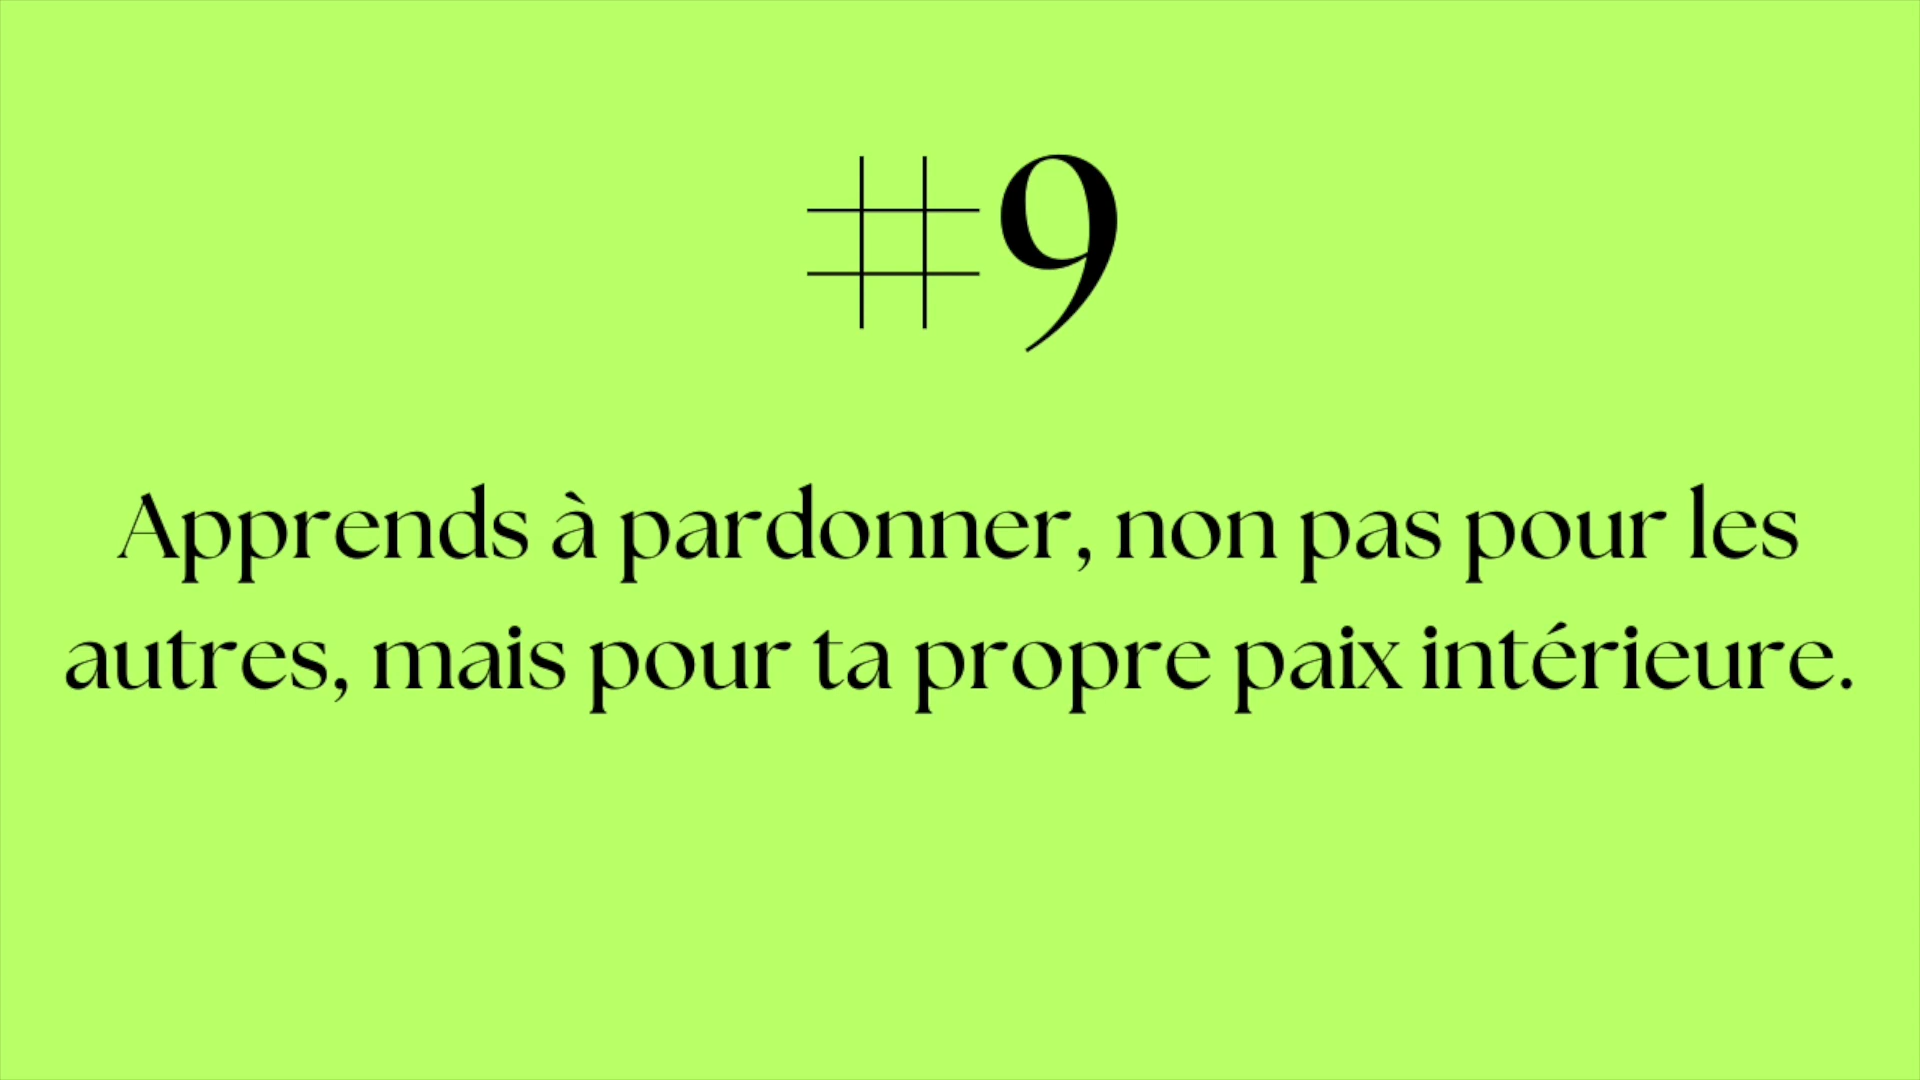 #9
Apprends à pardonner, non pas pour les
autres, mais pour ta propre paix intérieure.